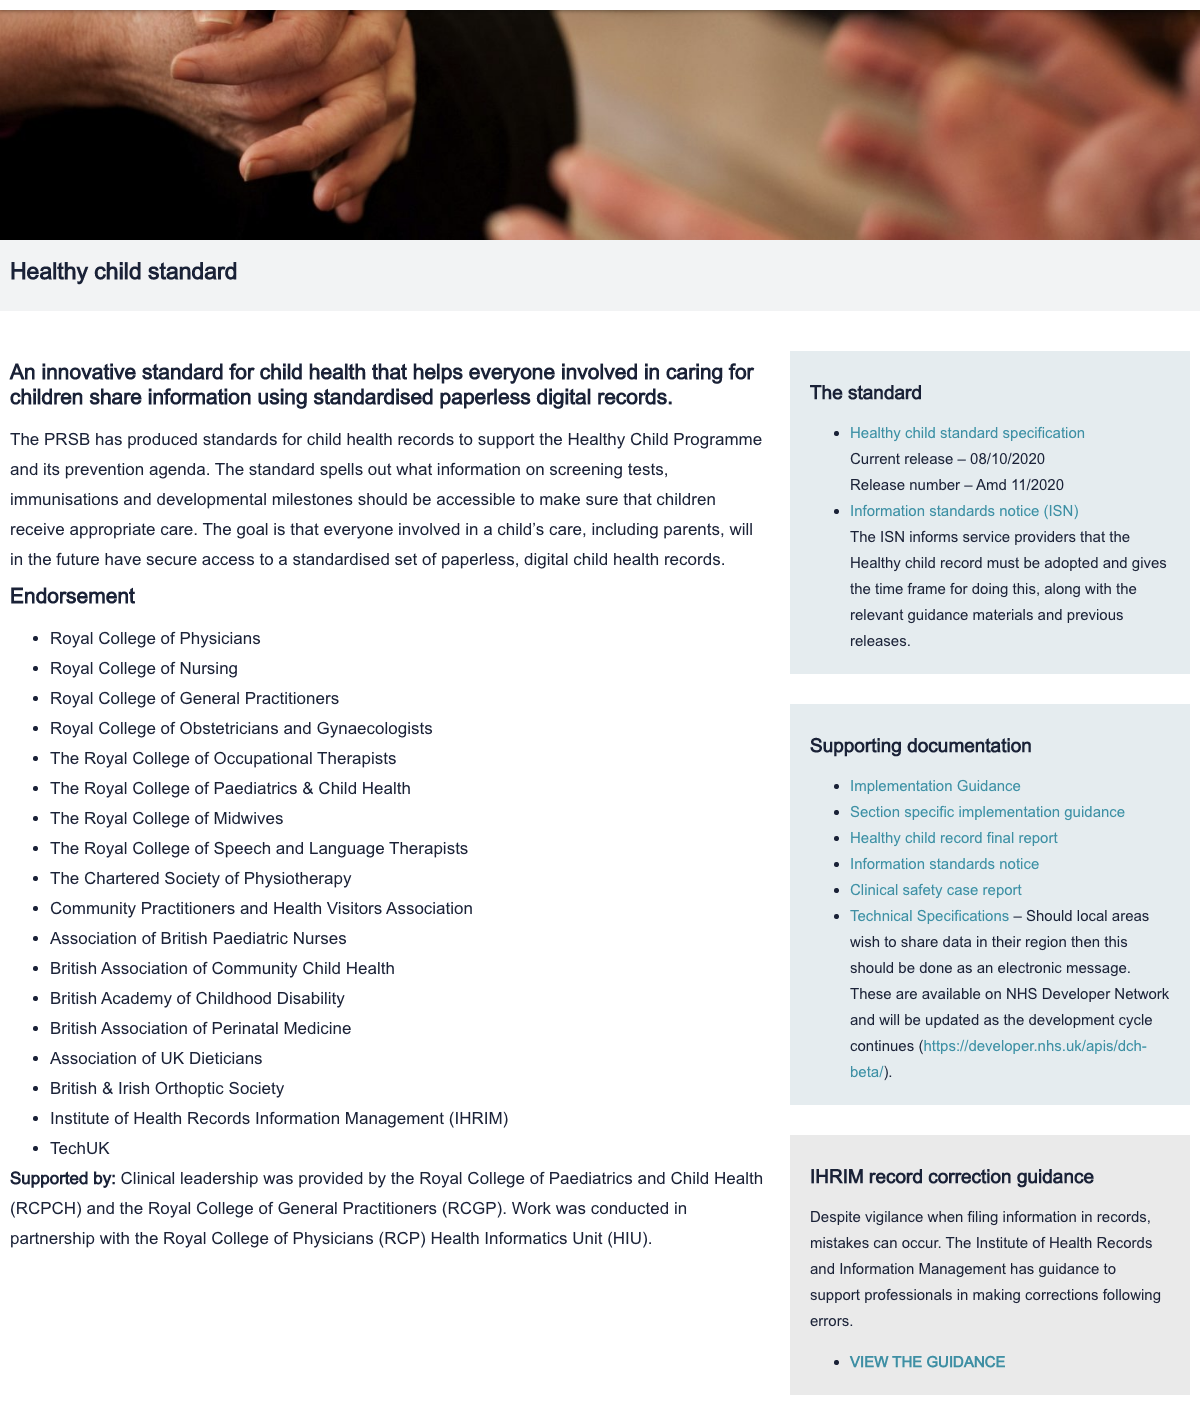 Healthy child standard
An innovative standard for child health that helps everyone involved in caring for
children share information using standardised paperless digital records.
The PRSB has produced standards for child health records to support the Healthy Child Programme
and its prevention agenda. The standard spells out what information on screening tests,
immunisations and developmental milestones should be accessible to make sure that children
receive appropriate care. The goal is that everyone involved in a child’s care, including parents, will
in the future have secure access to a standardised set of paperless, digital child health records.
Endorsement
• Royal College of Physicians
• Royal College of Nursing
• Royal College of General Practitioners
• Royal College of Obstetricians and Gynaecologists
• The Royal College of Occupational Therapists
• The Royal College of Paediatrics & Child Health
• The Royal College of Midwives
• The Royal College of Speech and Language Therapists
• The Chartered Society of Physiotherapy
• Community Practitioners and Health Visitors Association
• Association of British Paediatric Nurses
• British Association of Community Child Health
• British Academy of Childhood Disability
• British Association of Perinatal Medicine
• Association of UK Dieticians
• British & Irish Orthoptic Society
• Institute of Health Records Information Management (IHRIM)
• TechUK
Supported by: Clinical leadership was provided by the Royal College of Paediatrics and Child Health
(RCPCH) and the Royal College of General Practitioners (RCGP). Work was conducted in
partnership with the Royal College of Physicians (RCP) Health Informatics Unit (HIU).
The standard
• Healthy child standard specification
Current release – 08/10/2020
Release number – Amd 11/2020
• Information standards notice (ISN)
The ISN informs service providers that the
Healthy child record must be adopted and gives
the time frame for doing this, along with the
relevant guidance materials and previous
releases.
Supporting documentation
• Implementation Guidance
• Section specific implementation guidance
• Healthy child record final report
• Information standards notice
• Clinical safety case report
• Technical Specifications – Should local areas
wish to share data in their region then this
should be done as an electronic message.
These are available on NHS Developer Network
and will be updated as the development cycle
continues (https://developer.nhs.uk/apis/dch-
beta/).
IHRIM record correction guidance
Despite vigilance when filing information in records,
mistakes can occur. The Institute of Health Records
and Information Management has guidance to
support professionals in making corrections following
errors.
• VIEW THE GUIDANCE